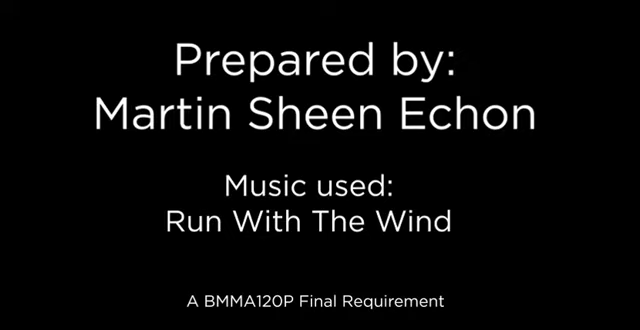 Prepared by:
Martin Sheen Echon
Music used:
Run With The Wind
A BMMA120P Final Requirement